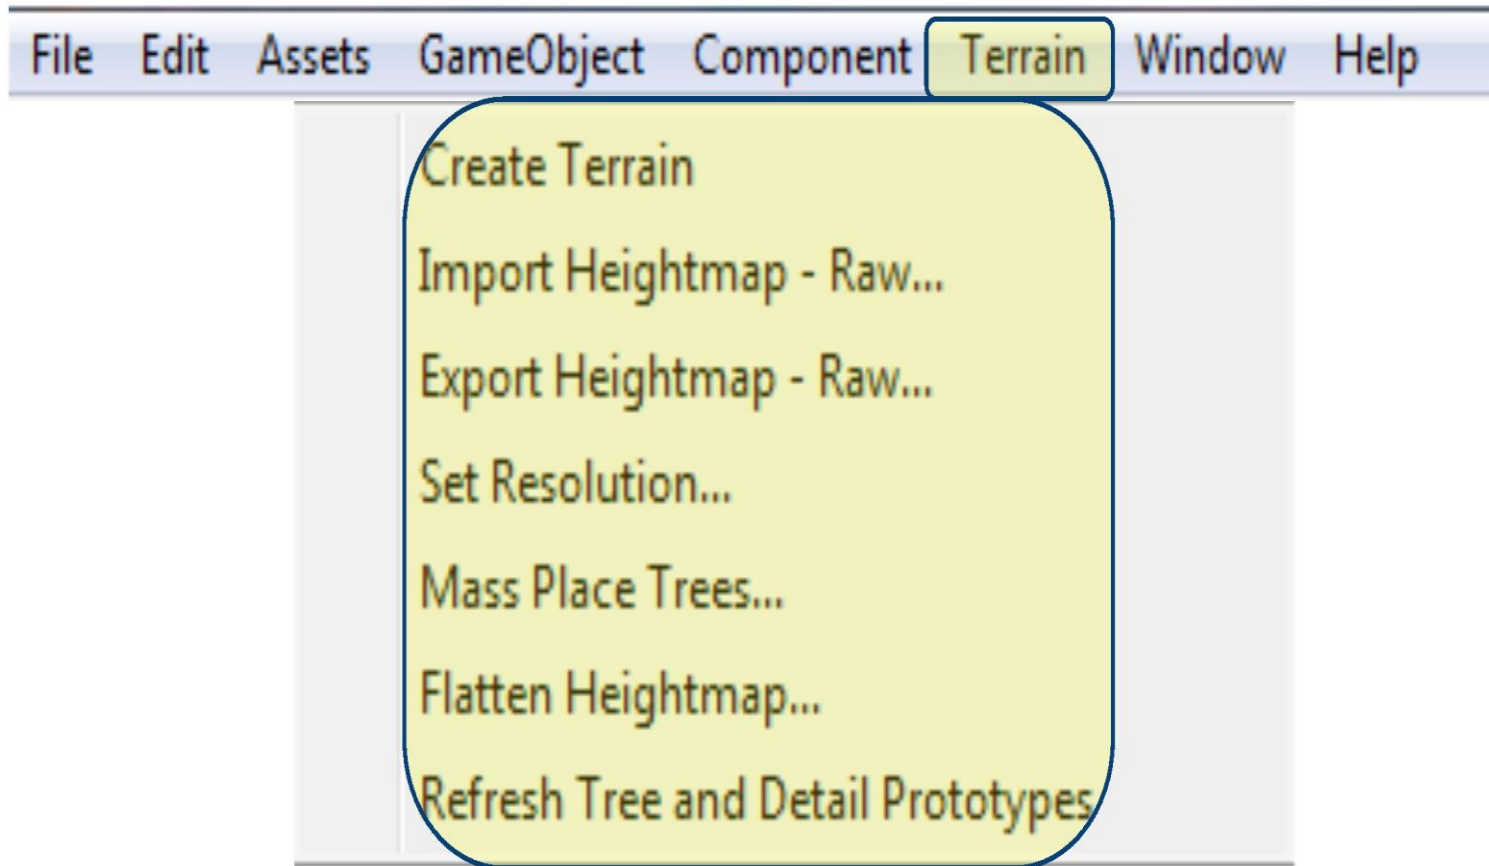 File Edit Assets GameObject Component Terrain Window Help
Create Terrain
Import Heightmap - Raw...
Export Heightmap - Raw...
Set Resolution...
Mass Place Trees...
Flatten Heightmap...
Refresh Tree and Detail Prototypes